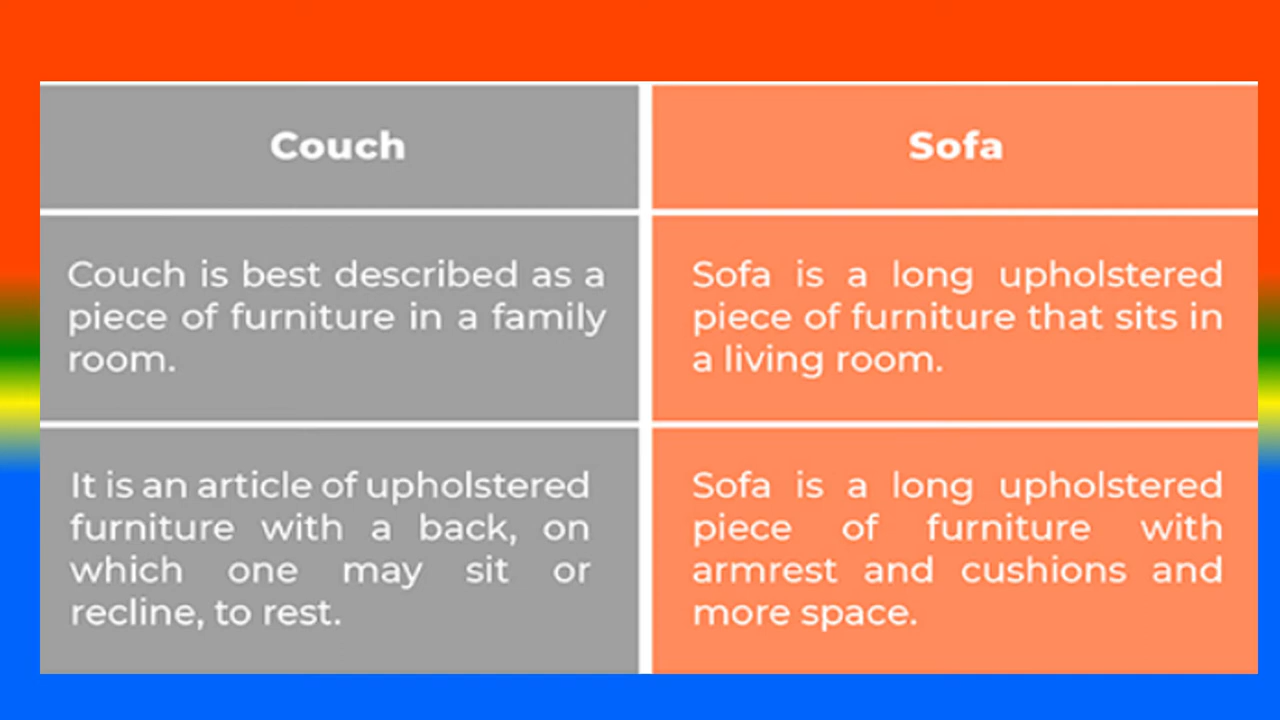 Couch
Sofa
Couch is best described as a
piece of furniture in a family
room.
Sofa is a long upholstered
piece of furniture that sits in
a living room.
It is an article of upholstered
furniture with a back, on
which one may sit or
recline, to rest.
Sofa is a long upholstered
piece of furniture with
armrest and cushions and
more space.